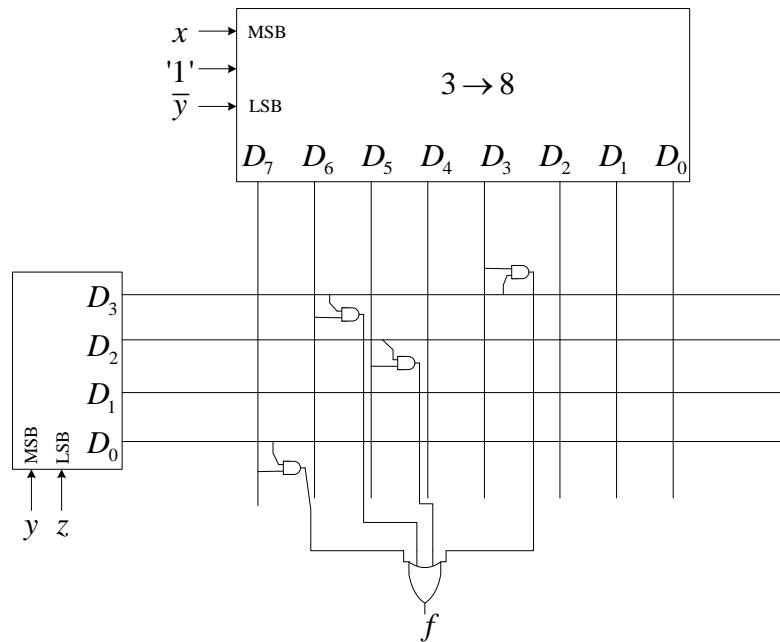 x MSB
'1' 3 → 8
y̅ LSB
D₇ D₆ D₅ D₄ D₃ D₂ D₁ D₀
D₃
D₂
D₁
D₀
MSB LSB
y z
f